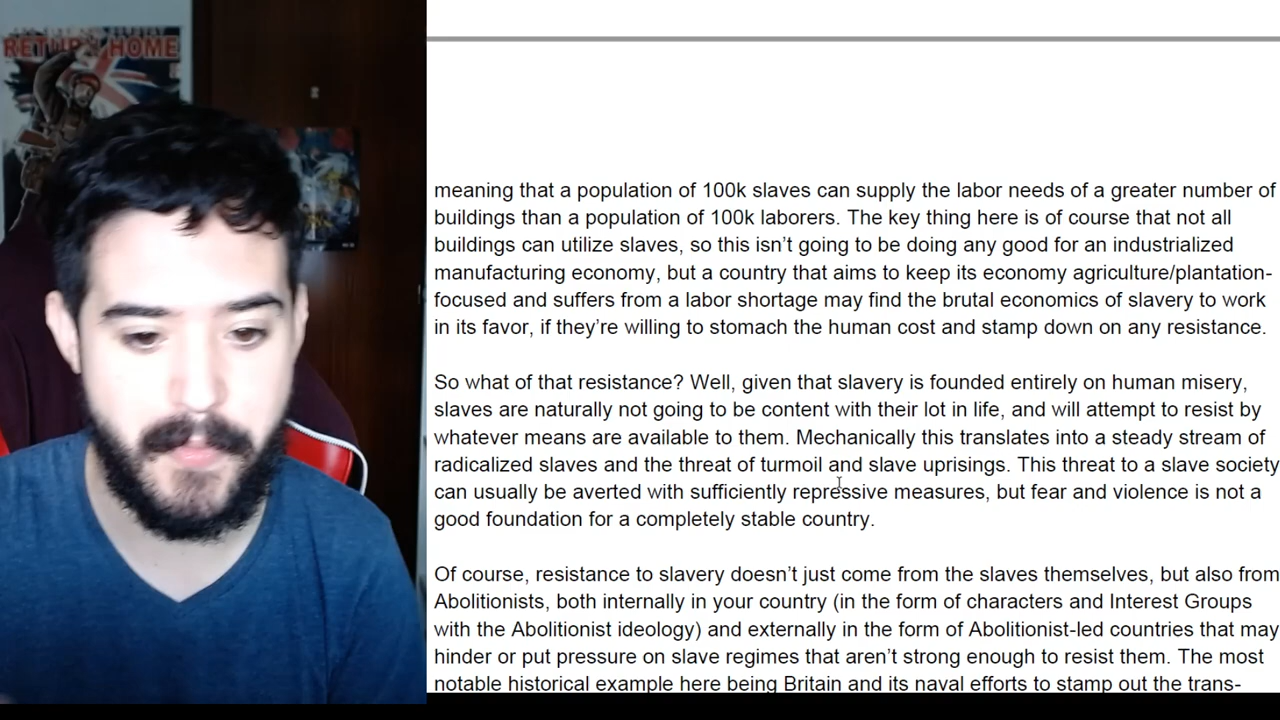 RETURN HOME
meaning that a population of 100k slaves can supply the labor needs of a greater number of
buildings than a population of 100k laborers. The key thing here is of course that not all
buildings can utilize slaves, so this isn’t going to be doing any good for an industrialized
manufacturing economy, but a country that aims to keep its economy agriculture/plantation-
focused and suffers from a labor shortage may find the brutal economics of slavery to work
in its favor, if they’re willing to stomach the human cost and stamp down on any resistance.
So what of that resistance? Well, given that slavery is founded entirely on human misery,
slaves are naturally not going to be content with their lot in life, and will attempt to resist by
whatever means are available to them. Mechanically this translates into a steady stream of
radicalized slaves and the threat of turmoil and slave uprisings. This threat to a slave society
can usually be averted with sufficiently repressive measures, but fear and violence is not a
good foundation for a completely stable country.
Of course, resistance to slavery doesn’t just come from the slaves themselves, but also from
Abolitionists, both internally in your country (in the form of characters and Interest Groups
with the Abolitionist ideology) and externally in the form of Abolitionist-led countries that may
hinder or put pressure on slave regimes that aren’t strong enough to resist them. The most
notable historical example here being Britain and its naval efforts to stamp out the trans-